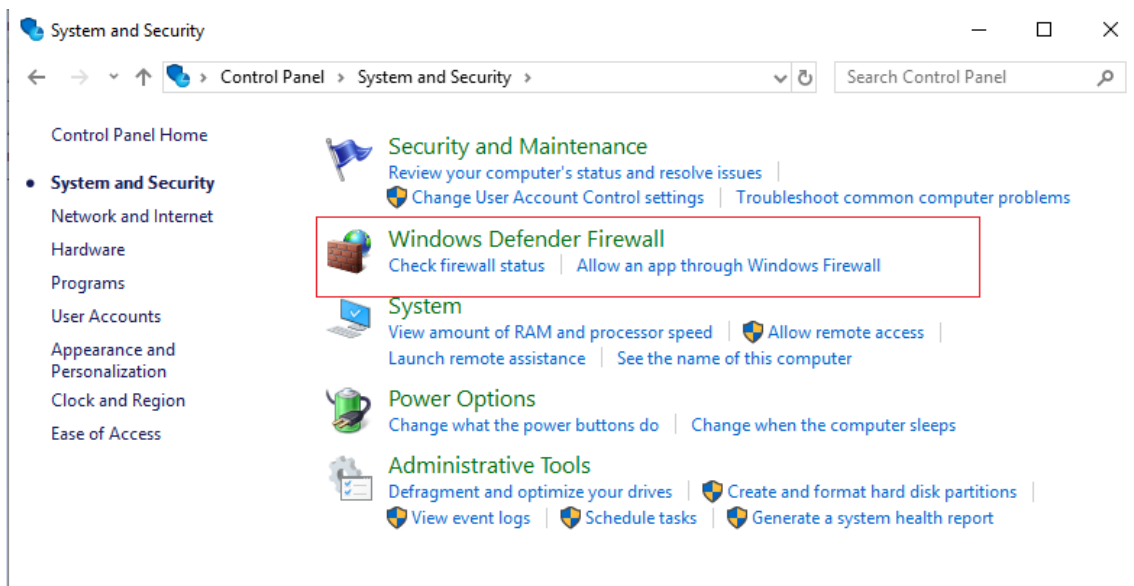 System and Security
Control Panel > System and Security >
Search Control Panel
Control Panel Home
System and Security
Network and Internet
Hardware
Programs
User Accounts
Appearance and
Personalization
Clock and Region
Ease of Access
Security and Maintenance
Review your computer's status and resolve issues
Change User Account Control settings | Troubleshoot common computer problems
Windows Defender Firewall
Check firewall status | Allow an app through Windows Firewall
System
View amount of RAM and processor speed | Allow remote access
Launch remote assistance | See the name of this computer
Power Options
Change what the power buttons do | Change when the computer sleeps
Administrative Tools
Defragment and optimize your drives | Create and format hard disk partitions
View event logs | Schedule tasks | Generate a system health report